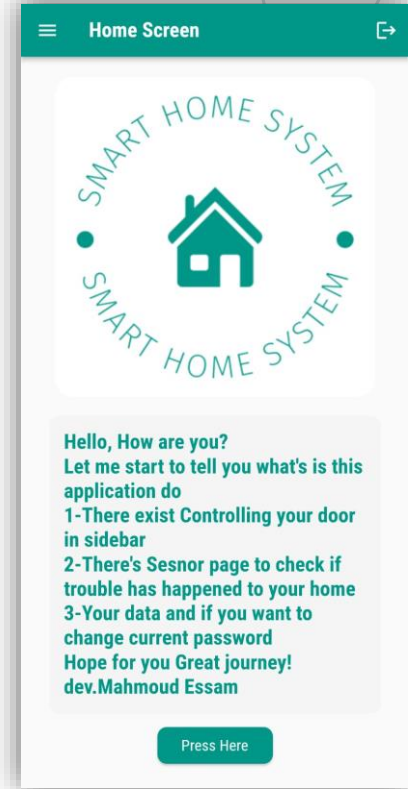 Home Screen
SMART HOME SYSTEM
SMART HOME SYSTEM
Hello, How are you?
Let me start to tell you what's is this
application do
1-There exist Controlling your door
in sidebar
2-There's Sesnor page to check if
trouble has happened to your home
3-Your data and if you want to
change current password
Hope for you Great journey!
dev.Mahmoud Essam
Press Here